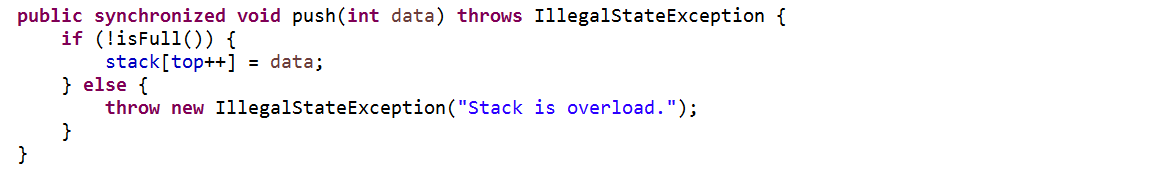 public synchronized void push(int data) throws IllegalStateException {
    if (!isFull()) {
        stack[top++] = data;
    } else {
        throw new IllegalStateException("Stack is overload.");
    }
}